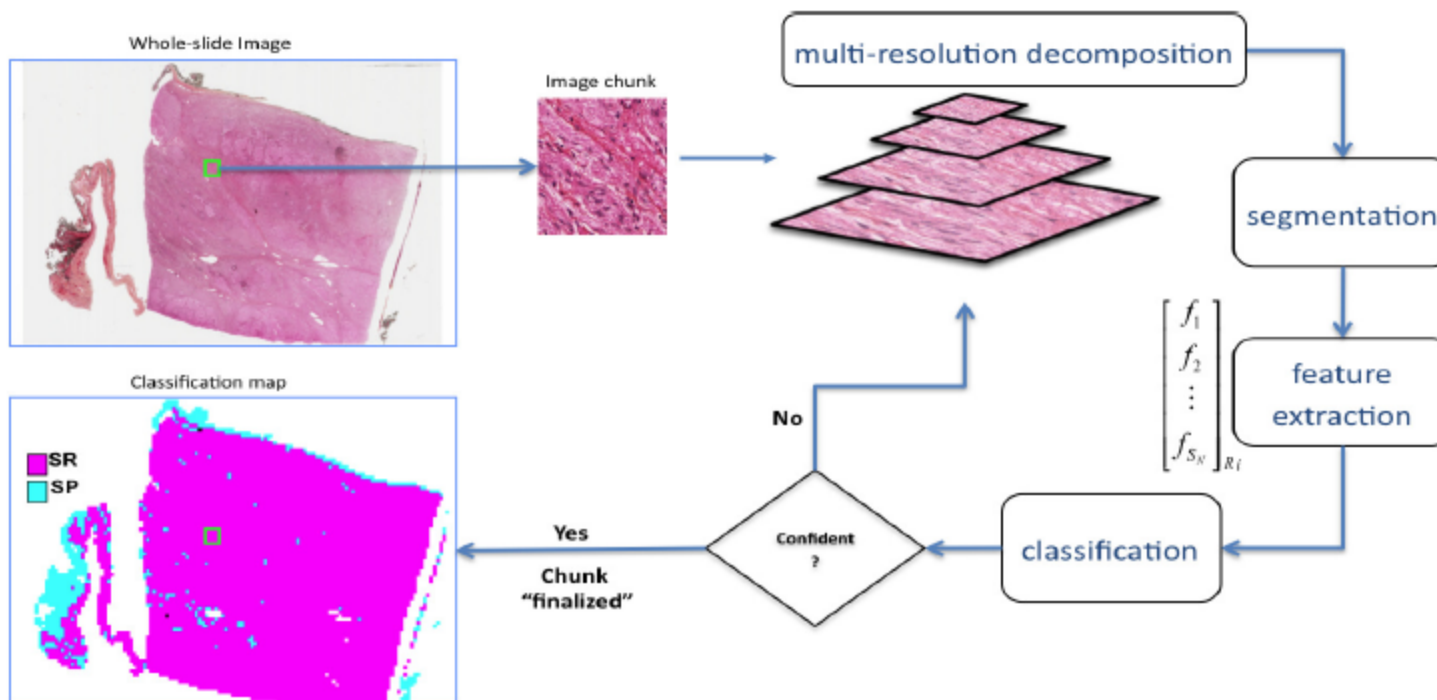 Whole-slide Image
Image chunk
multi-resolution decomposition
segmentation
f1
f2
⋮
fSN
Ri
feature
extraction
classification
Confident
?
No
Yes
Chunk
“finalized”
Classification map
SR
SP